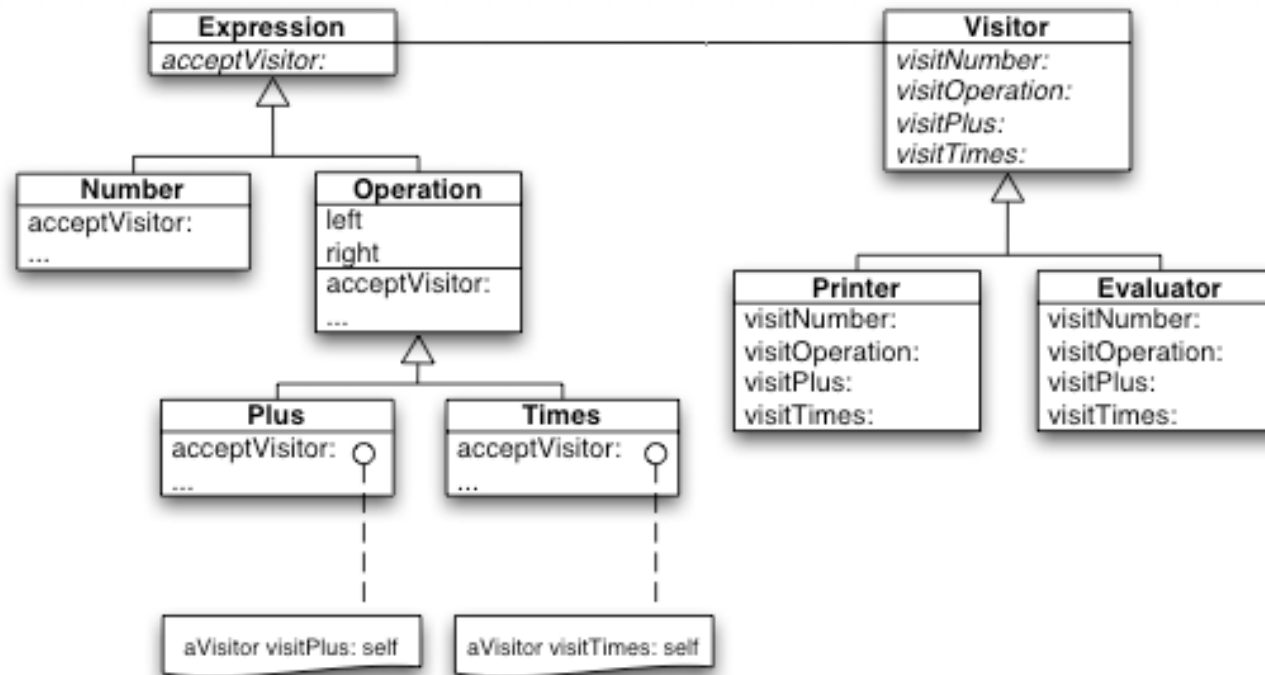 Expression
acceptVisitor:
Visitor
visitNumber:
visitOperation:
visitPlus:
visitTimes:
Number
acceptVisitor:
...
Operation
left
right
acceptVisitor:
...
Printer
visitNumber:
visitOperation:
visitPlus:
visitTimes:
Evaluator
visitNumber:
visitOperation:
visitPlus:
visitTimes:
Plus
acceptVisitor:
...
Times
acceptVisitor:
...
aVisitor visitPlus: self
aVisitor visitTimes: self